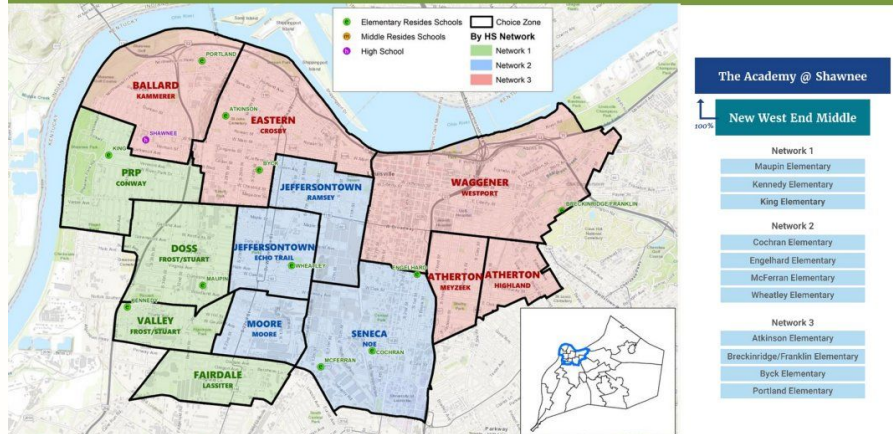 Elementary Resides Schools
Middle Resides Schools
High School
Choice Zone
By HS Network
Network 1
Network 2
Network 3
PORTLAND
BALLARD
KAMMERER
ATKINSON
EASTERN
CROSBY
SHAWNEE
KING
BYCK
PRP
CONWAY
JEFFERSONTOWN
RAMSEY
WAGGENER
WESTPORT
BRECKINRIDGE/FRANKLIN
DOSS
FROST/STUART
JEFFERSONTOWN
ECHO TRAIL
WHEATLEY
ENGELHARD
MAUPIN
ATHERTON
MEYZEEK
ATHERTON
HIGHLAND
KENNEDY
VALLEY
FROST/STUART
MOORE
MOORE
SENECA
NOE
MCFERRAN
COCHRAN
FAIRDALE
LASSITER
Parkway
The Academy @ Shawnee
100%
New West End Middle
Network 1
Maupin Elementary
Kennedy Elementary
King Elementary
Network 2
Cochran Elementary
Engelhard Elementary
McFerran Elementary
Wheatley Elementary
Network 3
Atkinson Elementary
Breckinridge/Franklin Elementary
Byck Elementary
Portland Elementary